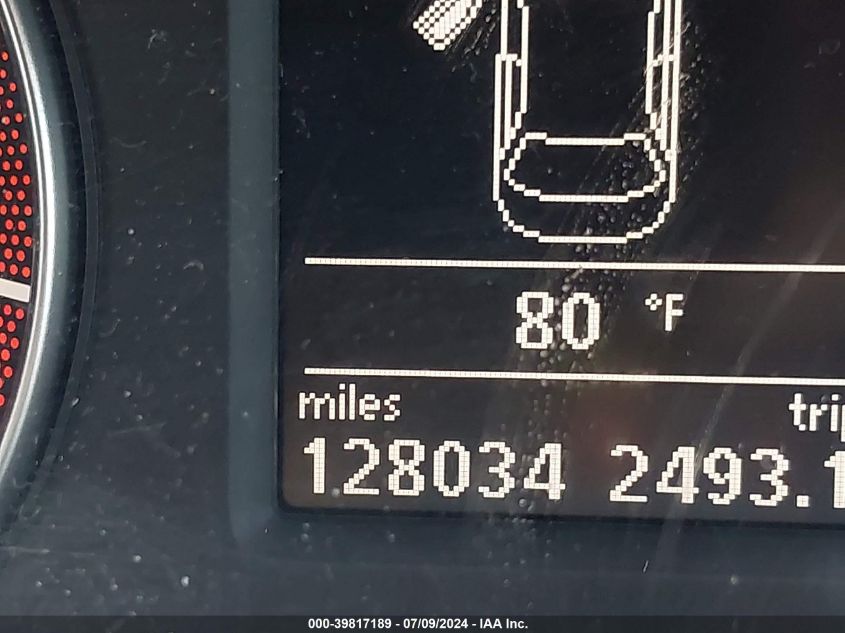 80 °F
miles
128034 2493.1
000-39817189 - 07/09/2024 - IAA Inc.